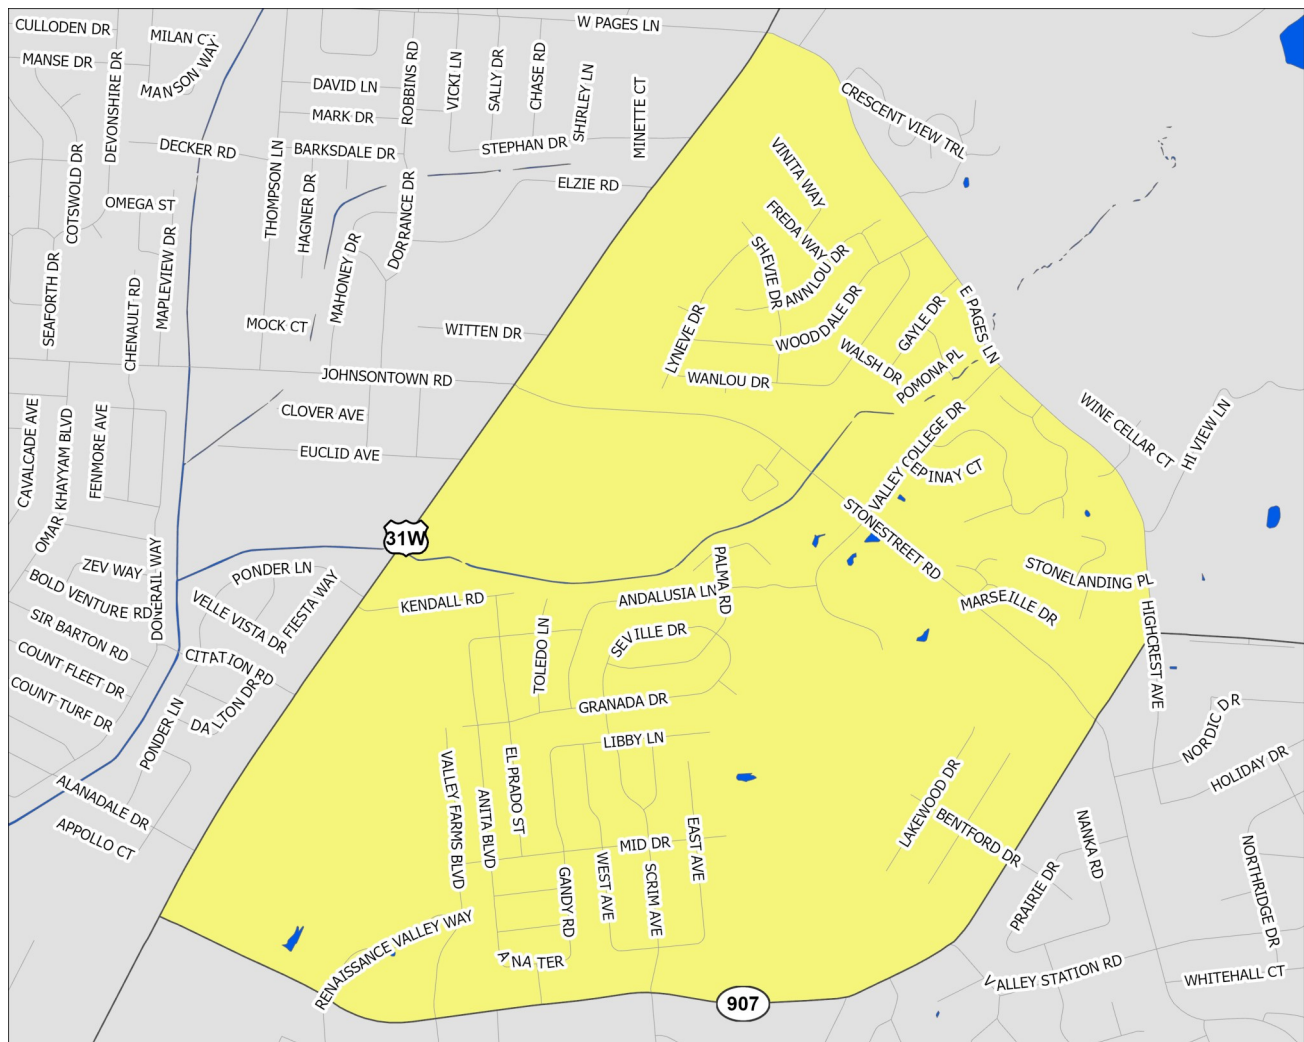 W PAGES LN
CULLODEN DR
MILAN CT
MANSE DR
MANSON WAY
DEVONSHIRE DR
DAVID LN
ROBBINS RD
VICKI LN
SALLY DR
CHASE RD
SHIRLEY LN
MINETTE CT
CRESCENT VIEW TRL
MARK DR
DECKER RD
BARKSDALE DR
STEPHAN DR
ELZIE RD
VINITA WAY
COTSWOLD DR
OMEGA ST
THOMPSON LN
HAGNER DR
DORRANCE DR
FREDA WAY
SHEVIE DR
ANNLOU DR
SEAFORTH DR
CHENAULT RD
MAPLEVIEW DR
MAHONEY DR
MOCK CT
WITTEN DR
LYNEVE DR
WOODDALE DR
GAYLE DR
E PAGES LN
WALSH DR
POMONA PL
JOHNSONTOWN RD
WANLOU DR
CLOVER AVE
EUCLID AVE
CAVALCADE AVE
OMAR KHAYYAM BLVD
FENMORE AVE
VALLEY COLLEGE DR
EPINAY CT
WINE CELLAR CT
HI VIEW LN
31W
STONESTREET RD
ZEV WAY
BOLD VENTURE RD
DONERAIL WAY
PONDER LN
FIESTA WAY
VELLE VISTA DR
KENDALL RD
ANDALUSIA LN
PALMA RD
STONELANDING PL
MARSEILLE DR
SIR BARTON RD
COUNT FLEET DR
COUNT TURF DR
CITATION RD
DALTON DR
PONDER LN
TOLEDO LN
SEVILLE DR
GRANADA DR
HIGHCREST AVE
NORDIC DR
LIBBY LN
HOLIDAY DR
ALANADALE DR
APPOLLO CT
VALLEY FARMS BLVD
ANITA BLVD
EL PRADO ST
MID DR
EAST AVE
LAKEWOOD DR
BENTFORD DR
NANKA RD
PRAIRIE DR
NORTHRIDGE DR
GANDY RD
WEST AVE
SCRIM AVE
RENAISSANCE VALLEY WAY
ANA TER
907
VALLEY STATION RD
WHITEHALL CT